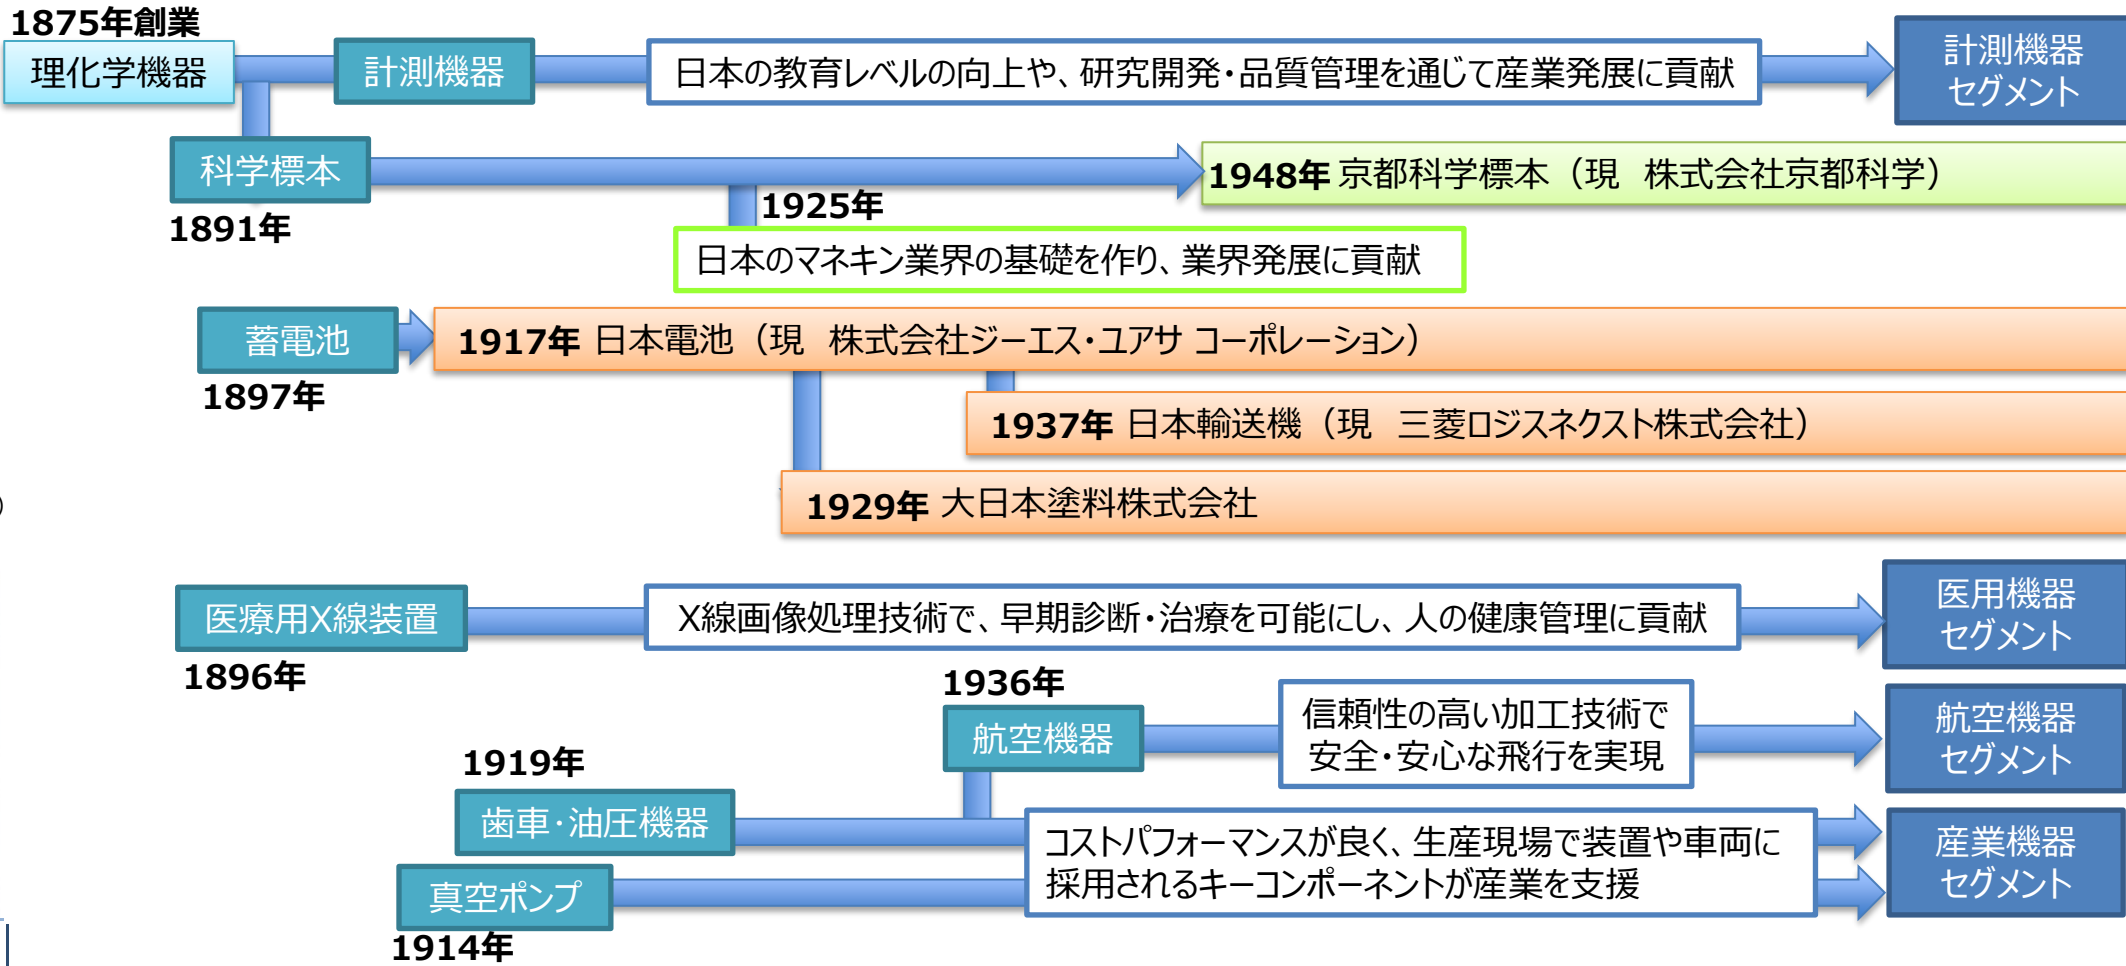 1875年創業
理化学機器
計測機器
日本の教育レベルの向上や、研究開発・品質管理を通じて産業発展に貢献
計測機器
セグメント
科学標本
1891年
1948年 京都科学標本（現　株式会社京都科学）
1925年
日本のマネキン業界の基礎を作り、業界発展に貢献
蓄電池
1897年
1917年 日本電池（現　株式会社ジーエス・ユアサ コーポレーション）
1937年 日本輸送機（現　三菱ロジスネクスト株式会社）
）
1929年 大日本塗料株式会社
医療用X線装置
1896年
X線画像処理技術で、早期診断・治療を可能にし、人の健康管理に貢献
医用機器
セグメント
1936年
航空機器
信頼性の高い加工技術で
安全・安心な飛行を実現
航空機器
セグメント
1919年
歯車・油圧機器
真空ポンプ
1914年
コストパフォーマンスが良く、生産現場で装置や車両に
採用されるキーコンポーネントが産業を支援
産業機器
セグメント